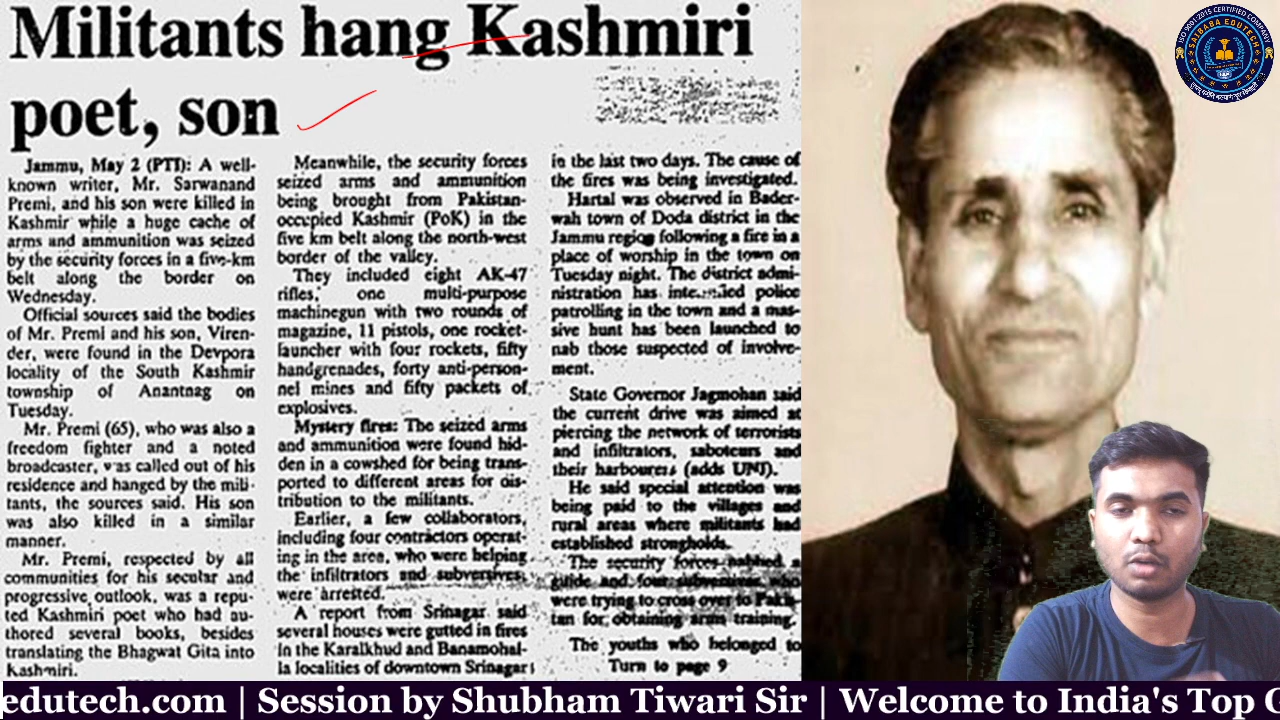 Militants hang Kashmiri
poet, son
Jammu, May 2 (PTI): A well-
known writer, Mr. Sarwanand
Premi, and his son were killed in
Kashmir while a huge cache of
arms and ammunition was seized
by the security forces in a five-km
belt along the border on
Wednesday.
Official sources said the bodies
of Mr. Premi and his son, Viren-
der, were found in the Devpora
locality of the South Kashmir
township of Anantnag on
Tuesday.
Mr. Premi (65), who was also a
freedom fighter and a noted
broadcaster, was called out of his
residence and hanged by the mili-
tants, the sources said. His son
was also killed in a similar
manner.
Mr. Premi, respected by all
communities for his secular and
progressive outlook, was a repu-
ted Kashmiri poet who had au-
thored several books, besides
translating the Bhagwat Gita into
Kashmiri.
Meanwhile, the security forces
seized arms and ammunition
being brought from Pakistan-
occupied Kashmir (PoK) in the
five km belt along the north-west
border of the valley.
They included eight AK-47
rifles, one multi-purpose
machinegun with two rounds of
magazine, 11 pistols, one rocket-
launcher with four rockets, fifty
handgrenades, forty anti-person-
nel mines and fifty packets of
explosives.
Mystery fires: The seized arms
and ammunition were found hid-
den in a cowshed for being trans-
ported to different areas for dis-
tribution to the militants.
Earlier, a few collaborators,
including four contractors operat-
ing in the area, who were helping
the infiltrators and subversives,
were arrested.
A report from Srinagar said
several houses were gutted in fires
in the Karalkhud and Banamohal-
la localities of downtown Srinagar
in the last two days. The cause of
the fires was being investigated.
Hartal was observed in Bader-
wah town of Doda district in the
Jammu region following a fire in a
place of worship in the town on
Tuesday night. The district admi-
nistration has police
patrolling in the town and a mas-
sive hunt has been launched to
nab those suspected of involve-
ment.
State Governor Jagmohan said
the current drive was aimed at
piercing the network of terrorists
and infiltrators, saboteurs and
their harbourers (adds UNI).
He said special attention was
being paid to the villages and
rural areas where militants had
established strongholds.
The security forces nabbed a
guide and four who
were trying to cross over to Pakis-
tan for obtaining arms training.
The youths who belonged to
Turn to page 9
ISO 9001:2015 CERTIFIED COMPANY
SAIBABA EDUTECH
edutech.com | Session by Shubham Tiwari Sir | Welcome to India's Top